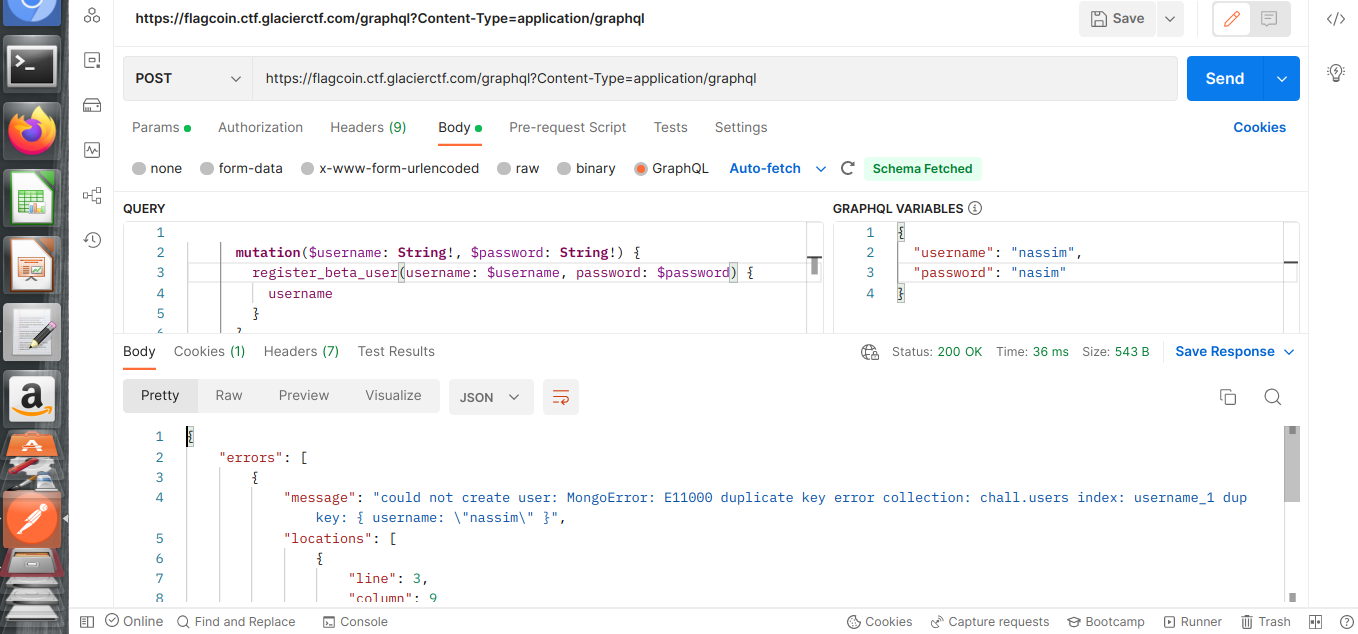 https://flagcoin.ctf.glacierctf.com/graphql?Content-Type=application/graphql
Save
POST
https://flagcoin.ctf.glacierctf.com/graphql?Content-Type=application/graphql
Send
Params Authorization Headers (9) Body Pre-request Script Tests Settings Cookies
none form-data x-www-form-urlencoded raw binary GraphQL Auto-fetch Schema Fetched
QUERY
1
2 mutation($username: String!, $password: String!) {
3 register_beta_user(username: $username, password: $password) {
4 username
5 }
6 }
GRAPHQL VARIABLES
1 {
2 "username": "nassim",
3 "password": "nasim"
4 }
Body Cookies (1) Headers (7) Test Results Status: 200 OK Time: 36 ms Size: 543 B Save Response
Pretty Raw Preview Visualize JSON
1 {
2 "errors": [
3 {
4 "message": "could not create user: MongoError: E11000 duplicate key error collection: chall.users index: username_1 dup
key: { username: \"nassim\" }",
5 "locations": [
6 {
7 "line": 3,
8 "column": 9
Online Find and Replace Console Cookies Capture requests Bootcamp Runner Trash